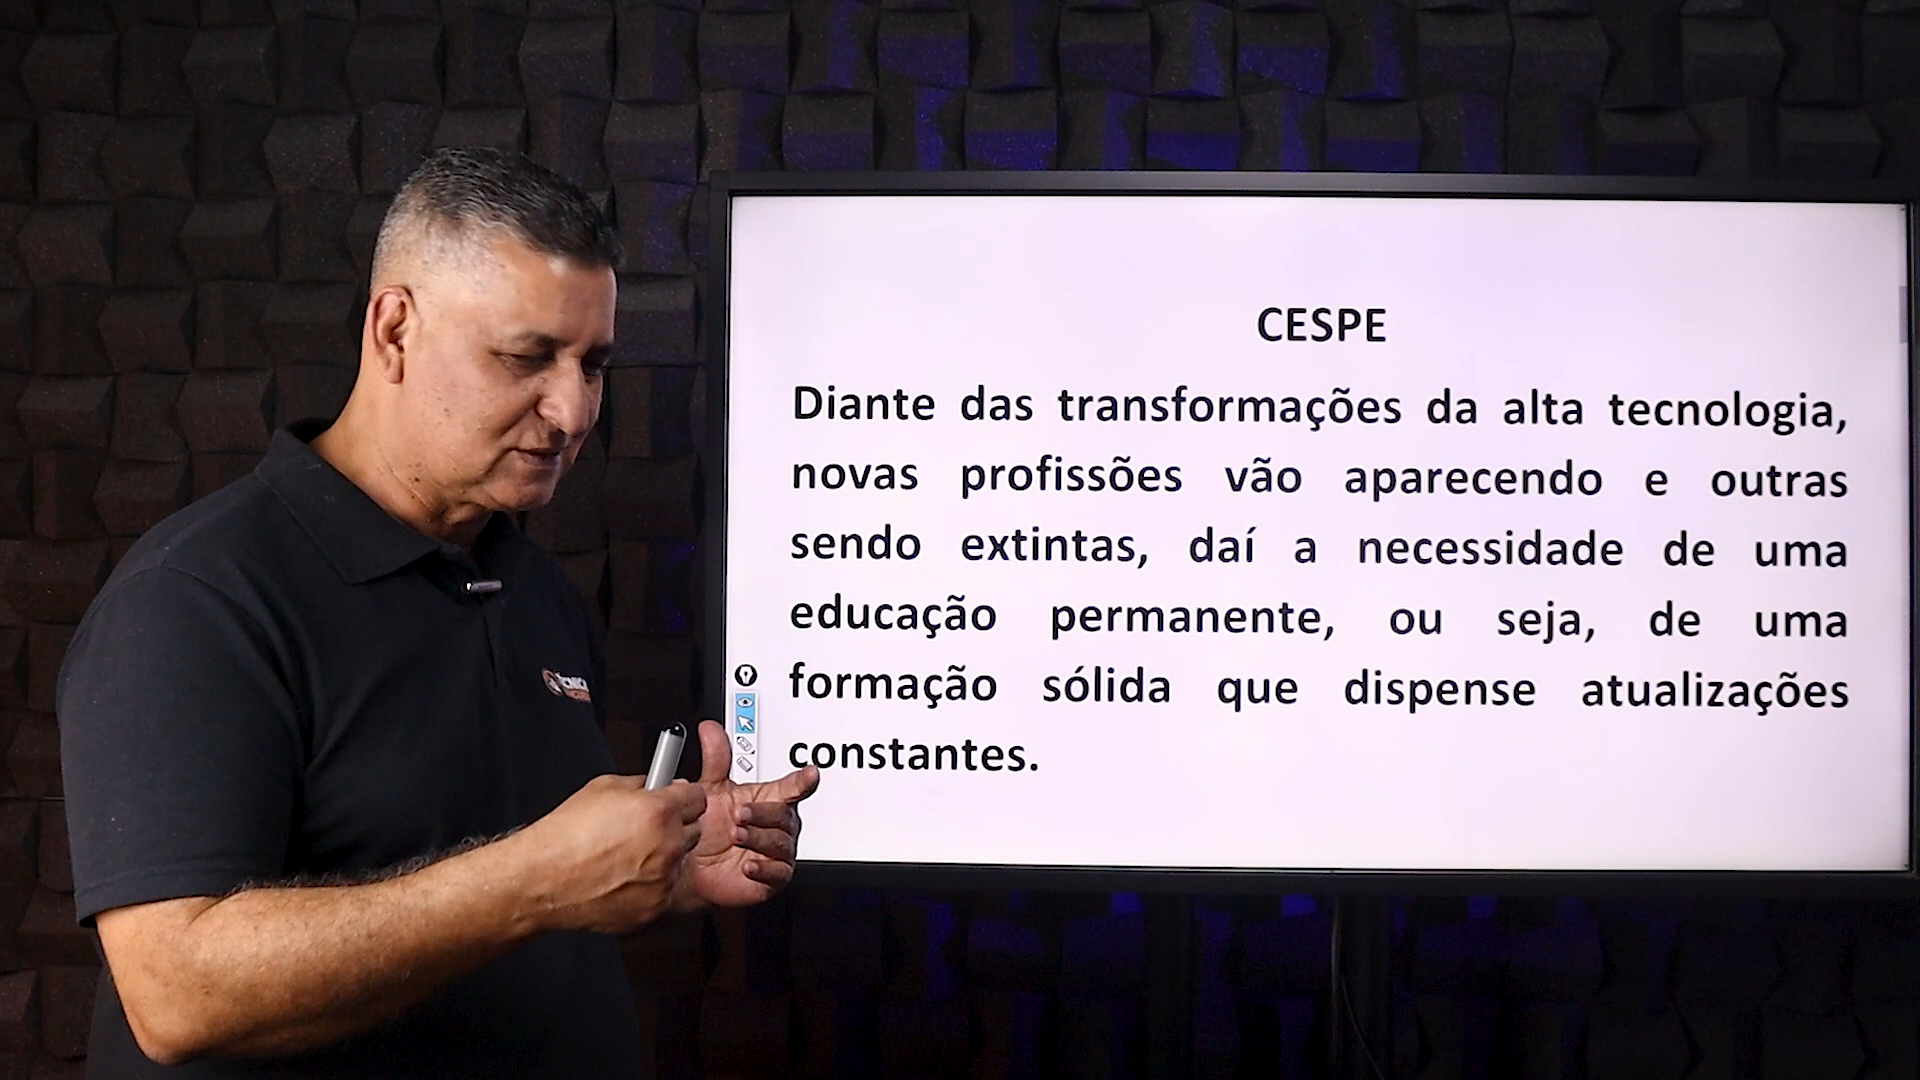 CESPE
Diante das transformações da alta tecnologia,
novas profissões vão aparecendo e outras
sendo extintas, daí a necessidade de uma
educação permanente, ou seja, de uma
formação sólida que dispense atualizações
constantes.